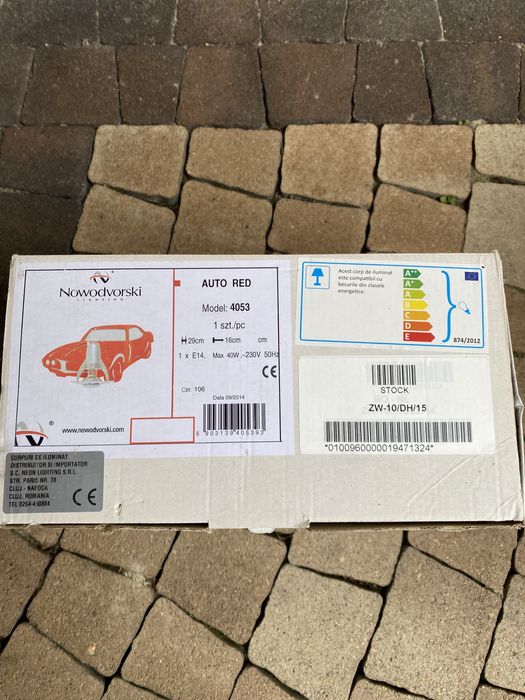 Nowodvorski
LIGHTING
AUTO RED
Model: 4053
1 szt./pc
29cm 16cm cm
1 x E14, Max 40W ,~230V 50Hz
CE
Ctrl: 106
Data 09/2014
www.nowodvorski.com
5 903139 405393
Acest corp de iluminat
este compatibil cu
becurile din clasele
energetice:
A++
A+
A
B
C
D
E
874/2012
STOCK
ZW-10/DH/15
*0100960000019471324*
CORPURI DE ILUMINAT
DISTRIBUITOR SI IMPORTATOR
S.C. NEON LIGHTING S.R.L.
STR. PARIS NR. 78
CLUJ - NAPOCA
CLUJ, ROMANIA
TEL 0264-450884
CE